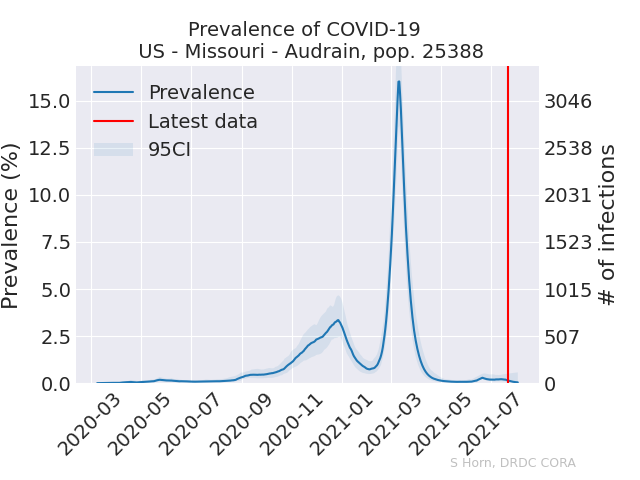 Prevalence of COVID-19
US - Missouri - Audrain, pop. 25388
Prevalence (%)
15.0
12.5
10.0
7.5
5.0
2.5
0.0
Prevalence
Latest data
95CI
3046
2538
2031
1523
1015
507
0
# of infections
2020-03
2020-05
2020-07
2020-09
2020-11
2021-01
2021-03
2021-05
2021-07
S Horn, DRDC CORA